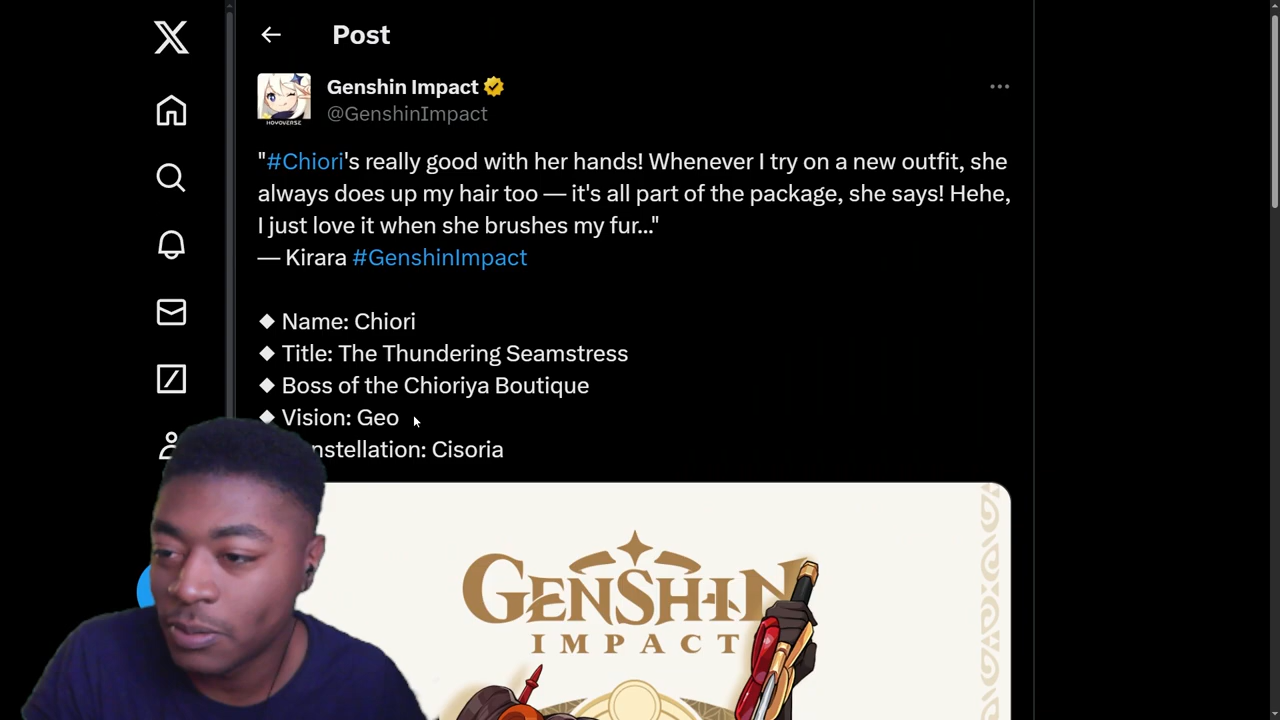 Post
Genshin Impact
@GenshinImpact
"#Chiori's really good with her hands! Whenever I try on a new outfit, she
always does up my hair too — it's all part of the package, she says! Hehe,
I just love it when she brushes my fur..."
— Kirara #GenshinImpact
◆ Name: Chiori
◆ Title: The Thundering Seamstress
◆ Boss of the Chioriya Boutique
◆ Vision: Geo
nstellation: Cisoria
GENSHIN
IMPACT
HOYOVERSE